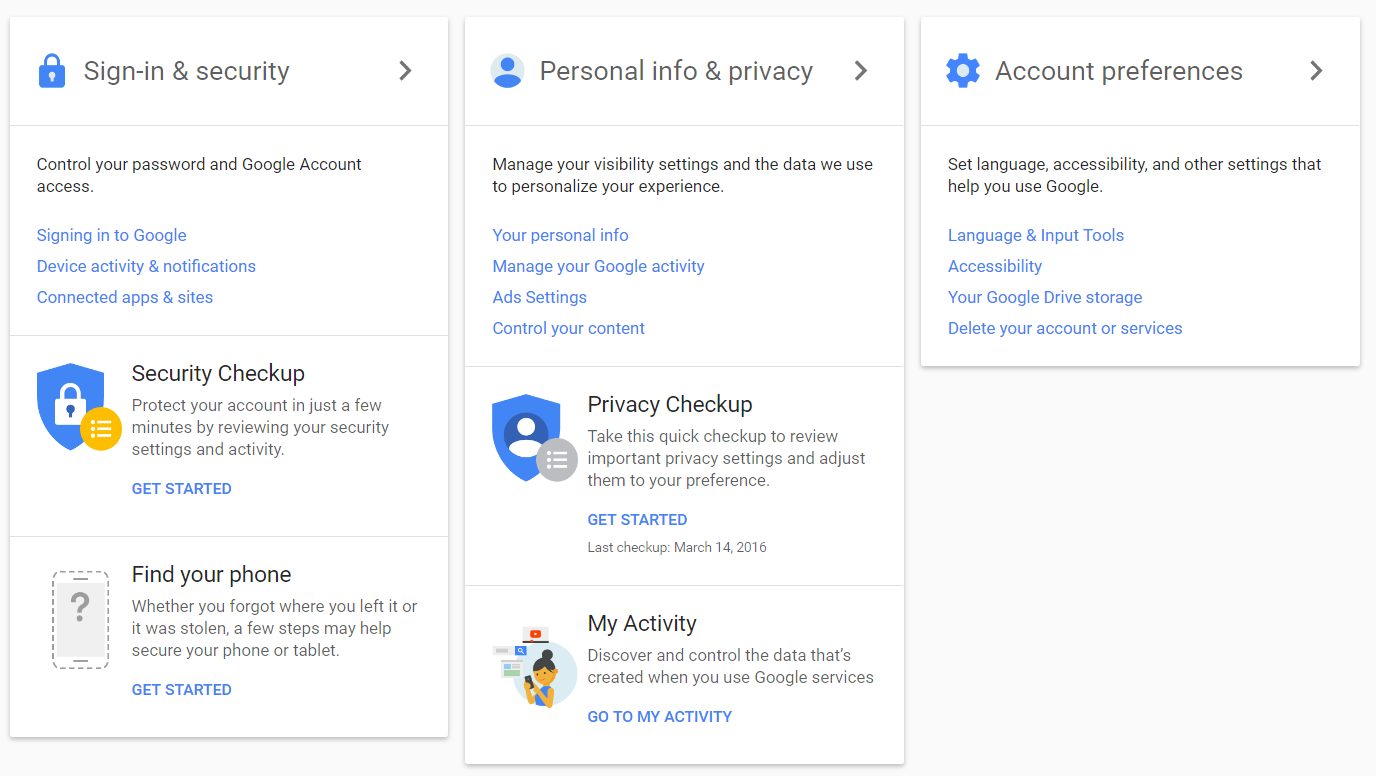 Sign-in & security
Control your password and Google Account
access.
Signing in to Google
Device activity & notifications
Connected apps & sites
Security Checkup
Protect your account in just a few
minutes by reviewing your security
settings and activity.
GET STARTED
Find your phone
Whether you forgot where you left it or
it was stolen, a few steps may help
secure your phone or tablet.
GET STARTED
Personal info & privacy
Manage your visibility settings and the data we use
to personalize your experience.
Your personal info
Manage your Google activity
Ads Settings
Control your content
Privacy Checkup
Take this quick checkup to review
important privacy settings and adjust
them to your preference.
GET STARTED
Last checkup: March 14, 2016
My Activity
Discover and control the data that’s
created when you use Google services
GO TO MY ACTIVITY
Account preferences
Set language, accessibility, and other settings that
help you use Google.
Language & Input Tools
Accessibility
Your Google Drive storage
Delete your account or services